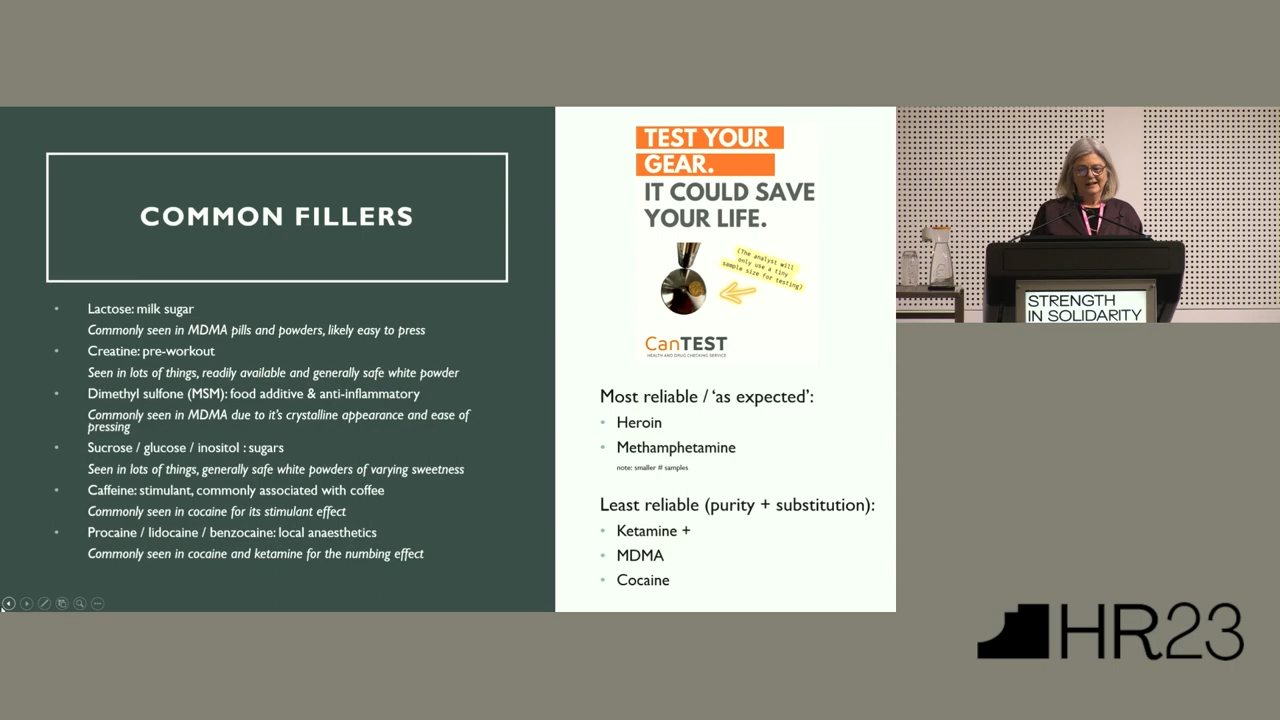 COMMON FILLERS
• Lactose: milk sugar
Commonly seen in MDMA pills and powders, likely easy to press
• Creatine: pre-workout
Seen in lots of things, readily available and generally safe white powder
• Dimethyl sulfone (MSM): food additive & anti-inflammatory
Commonly seen in MDMA due to it's crystalline appearance and ease of
pressing
• Sucrose / glucose / inositol : sugars
Seen in lots of things, generally safe white powders of varying sweetness
• Caffeine: stimulant, commonly associated with coffee
Commonly seen in cocaine for its stimulant effect
• Procaine / lidocaine / benzocaine: local anaesthetics
Commonly seen in cocaine and ketamine for the numbing effect
TEST YOUR
GEAR.
IT COULD SAVE
YOUR LIFE.
(The analyst will
only use a tiny
sample size for testing)
CanTEST
HEALTH AND DRUG CHECKING SERVICE
Most reliable / 'as expected':
• Heroin
• Methamphetamine
note: smaller # samples
Least reliable (purity + substitution):
• Ketamine +
• MDMA
• Cocaine
STRENGTH
IN SOLIDARITY
HR23